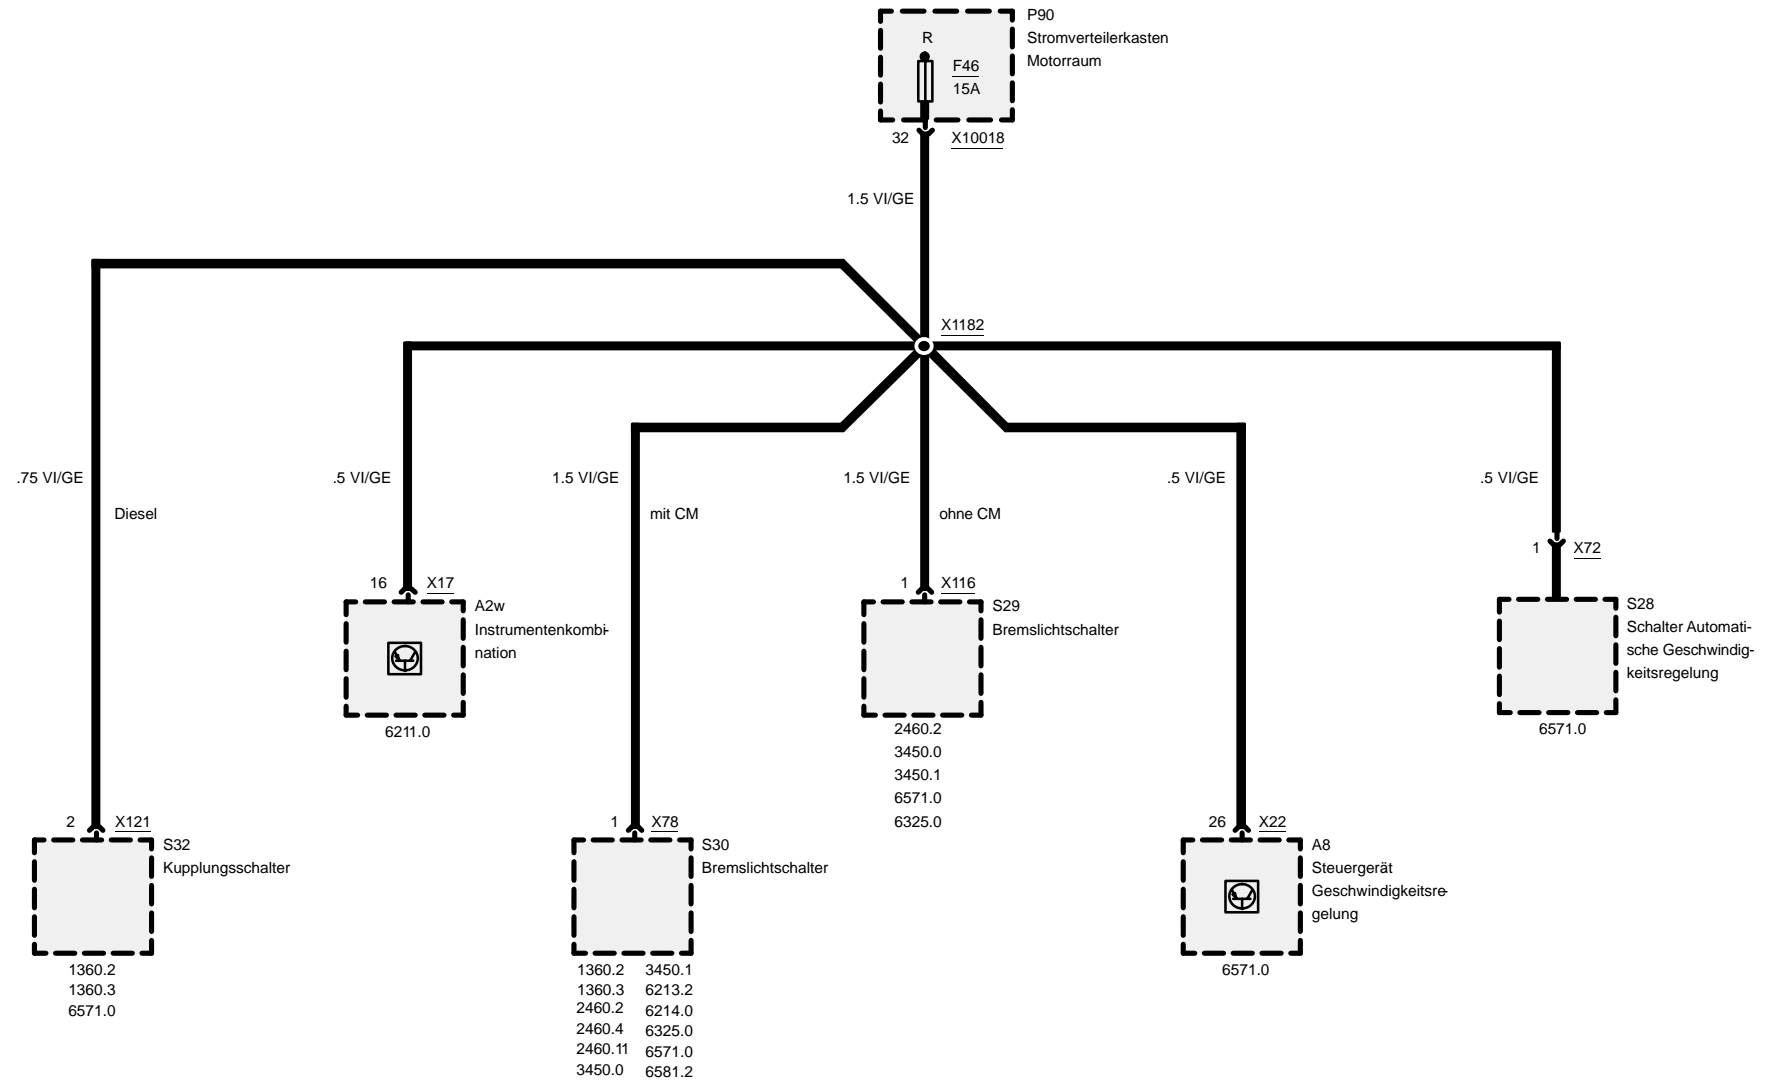 P90
Stromverteilerkasten
Motorraum
R
F46
15A
32 X10018
1.5 VI/GE
X1182
.75 VI/GE
.5 VI/GE
1.5 VI/GE
1.5 VI/GE
.5 VI/GE
.5 VI/GE
Diesel
mit CM
ohne CM
1 X72
16 X17
A2w
Instrumentenkombi-
nation
6211.0
1 X116
S29
Bremslichtschalter
2460.2
3450.0
3450.1
6571.0
6325.0
S28
Schalter Automati-
sche Geschwindig-
keitsregelung
6571.0
2 X121
S32
Kupplungsschalter
1360.2
1360.3
6571.0
1 X78
S30
Bremslichtschalter
1360.2 3450.1
1360.3 6213.2
2460.2 6214.0
2460.4 6325.0
2460.11 6571.0
3450.0 6581.2
26 X22
A8
Steuergerät
Geschwindigkeitsre-
gelung
6571.0